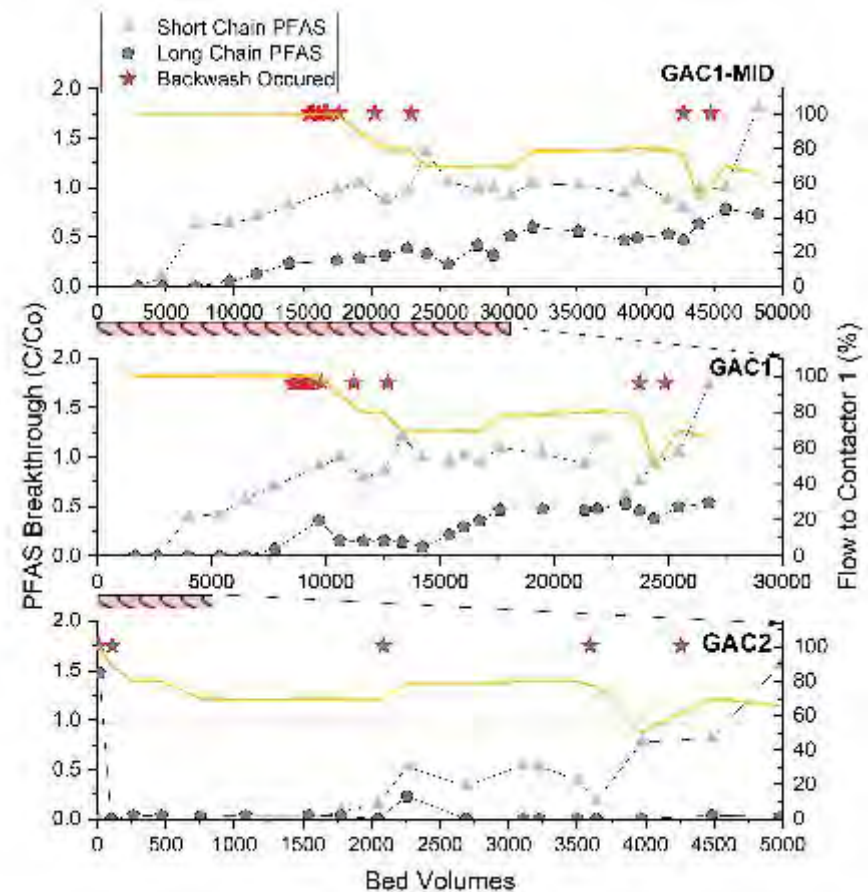 Short Chain PFAS
Long Chain PFAS
Backwash Occured
GAC1-MID
2.0
1.5
1.0
0.5
0.0
100
80
60
40
20
0
0 5000 10000 15000 20000 25000 30000 35000 40000 45000 50000
GAC1
2.0
1.5
1.0
0.5
0.0
100
80
60
40
20
0
0 5000 10000 15000 20000 25000 30000
GAC2
2.0
1.5
1.0
0.5
0.0
100
80
60
40
20
0
0 500 1000 1500 2000 2500 3000 3500 4000 4500 5000
PFAS Breakthrough (C/Co)
Flow to Contactor 1 (%)
Bed Volumes